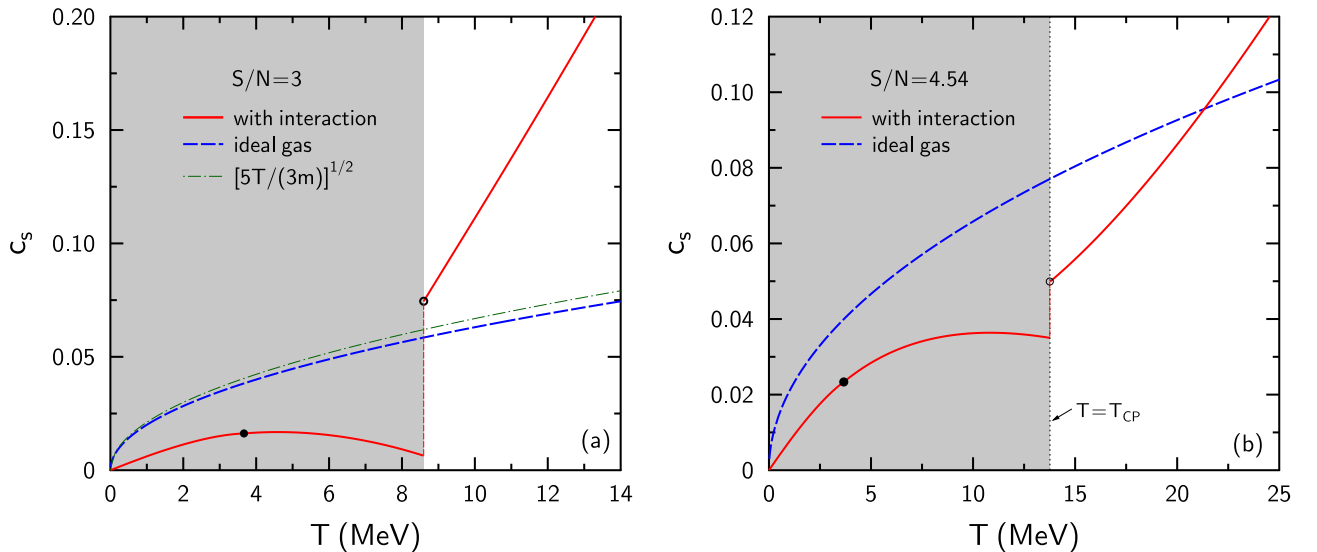 0.20
0.15
0.10
0.05
0
c_s
S/N=3
with interaction
ideal gas
[5T/(3m)]^{1/2}
(a)
0 2 4 6 8 10 12 14
T (MeV)
0.12
0.10
0.08
0.06
0.04
0.02
0
c_s
S/N=4.54
with interaction
ideal gas
T=T_CP
(b)
0 5 10 15 20 25
T (MeV)